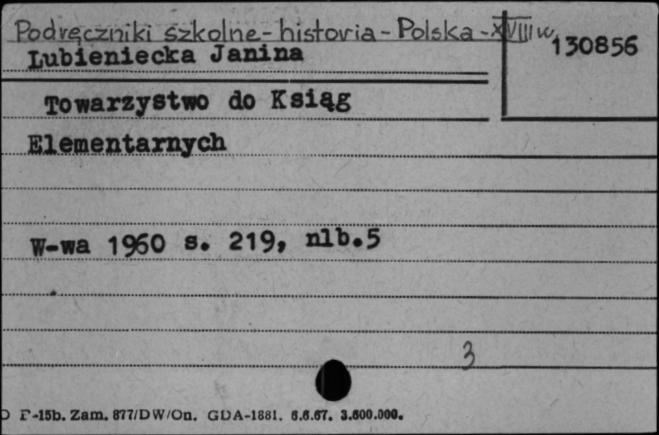 Podręczniki szkolne - historia - Polska - XVIII w.
130856
Lubieniecka Janina
Towarzystwo do Ksiąg
Elementarnych
W-wa 1960 s. 219, nlb.5
3
F-15b. Zam. 877/DW/On. GDA-1881. 6.6.67. 3.600.000.